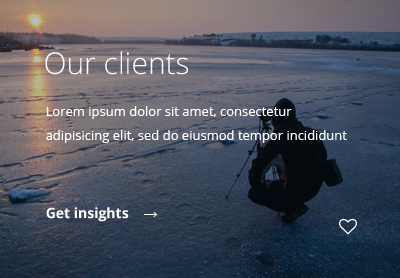 Our clients
Lorem ipsum dolor sit amet, consectetur
adipisicing elit, sed do eiusmod tempor incididunt
Get insights →